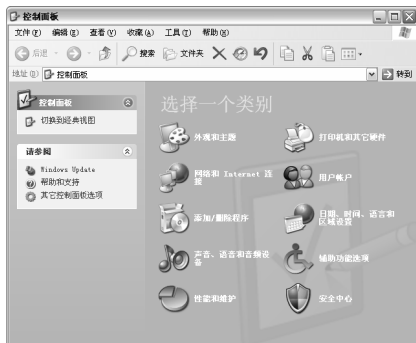 控制面板
文件(F) 编辑(E) 查看(V) 收藏(A) 工具(T) 帮助(H)
后退 搜索 文件夹
地址(D) 控制面板 转到
控制面板
切换到经典视图
请参阅
Windows Update
帮助和支持
其它控制面板选项
选择一个类别
外观和主题
打印机和其它硬件
网络和 Internet 连
接
用户帐户
添加/删除程序
日期、时间、语言和
区域设置
声音、语音和音频设
备
辅助功能选项
性能和维护
安全中心